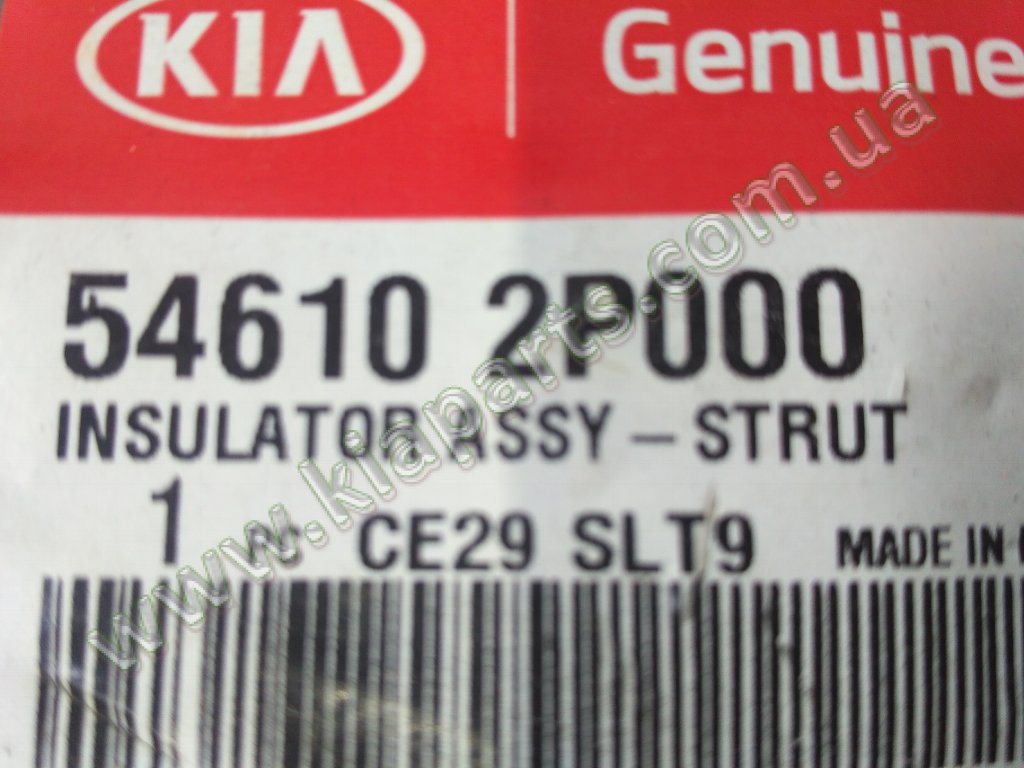 KIA Genuine
54610 2P000
INSULATOR ASSY – STRUT
1 CE29 SLT9 MADE IN
www.kiaparts.com.ua